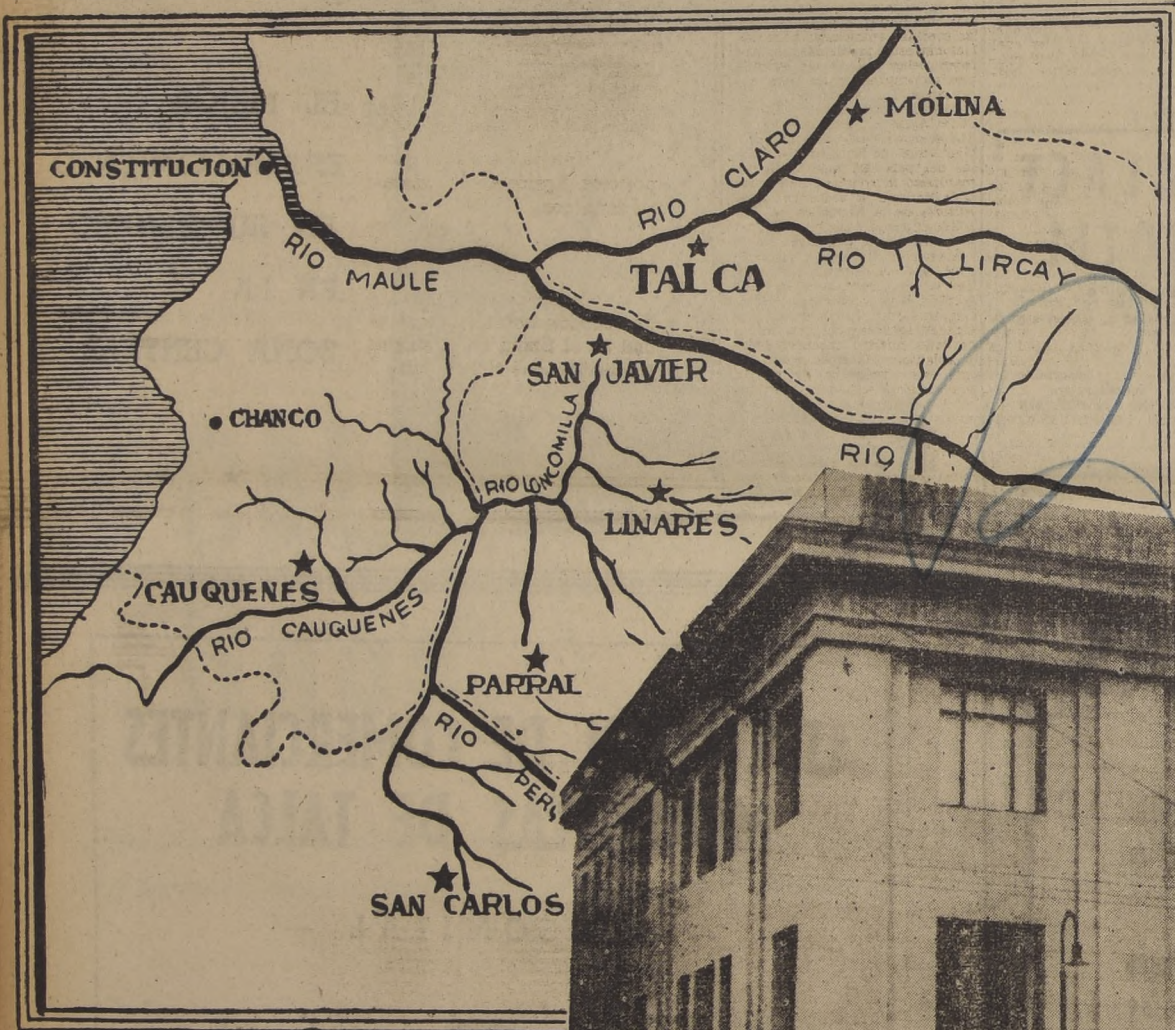 MOLINA
CONSTITUCION
RIO CLARO
RIO MAULE
TALCA
RIO LIRCAY
SAN JAVIER
CHANCO
RIO LONCOMILLA
RIO
LINARES
CAUQUENES
RIO CAUQUENES
PARRAL
RIO
SAN CARLOS